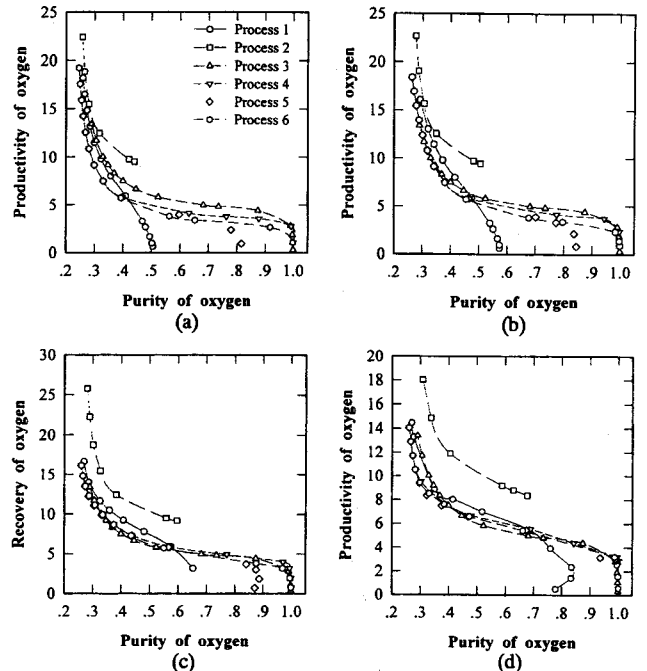 25
20
15
10
5
0
Productivity of oxygen
Process 1
Process 2
Process 3
Process 4
Process 5
Process 6
.2 .3 .4 .5 .6 .7 .8 .9 1.0
Purity of oxygen
(a)
25
20
15
10
5
0
Productivity of oxygen
.2 .3 .4 .5 .6 .7 .8 .9 1.0
Purity of oxygen
(b)
30
25
20
15
10
5
0
Recovery of oxygen
.2 .3 .4 .5 .6 .7 .8 .9 1.0
Purity of oxygen
(c)
20
18
16
14
12
10
8
6
4
2
0
Productivity of oxygen
.2 .3 .4 .5 .6 .7 .8 .9 1.0
Purity of oxygen
(d)